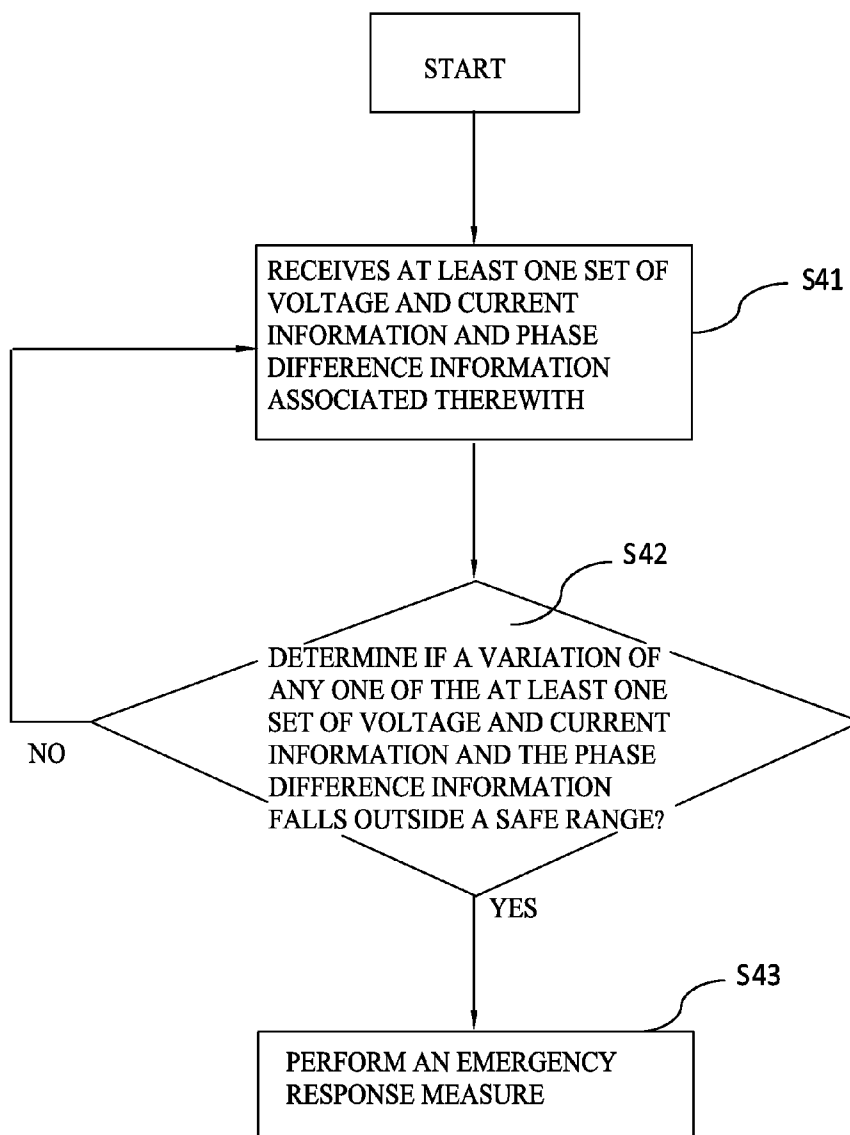 START
RECEIVES AT LEAST ONE SET OF
VOLTAGE AND CURRENT
INFORMATION AND PHASE
DIFFERENCE INFORMATION
ASSOCIATED THEREWITH
S41
S42
DETERMINE IF A VARIATION OF
ANY ONE OF THE AT LEAST ONE
SET OF VOLTAGE AND CURRENT
INFORMATION AND THE PHASE
DIFFERENCE INFORMATION
FALLS OUTSIDE A SAFE RANGE?
NO
YES
S43
PERFORM AN EMERGENCY
RESPONSE MEASURE